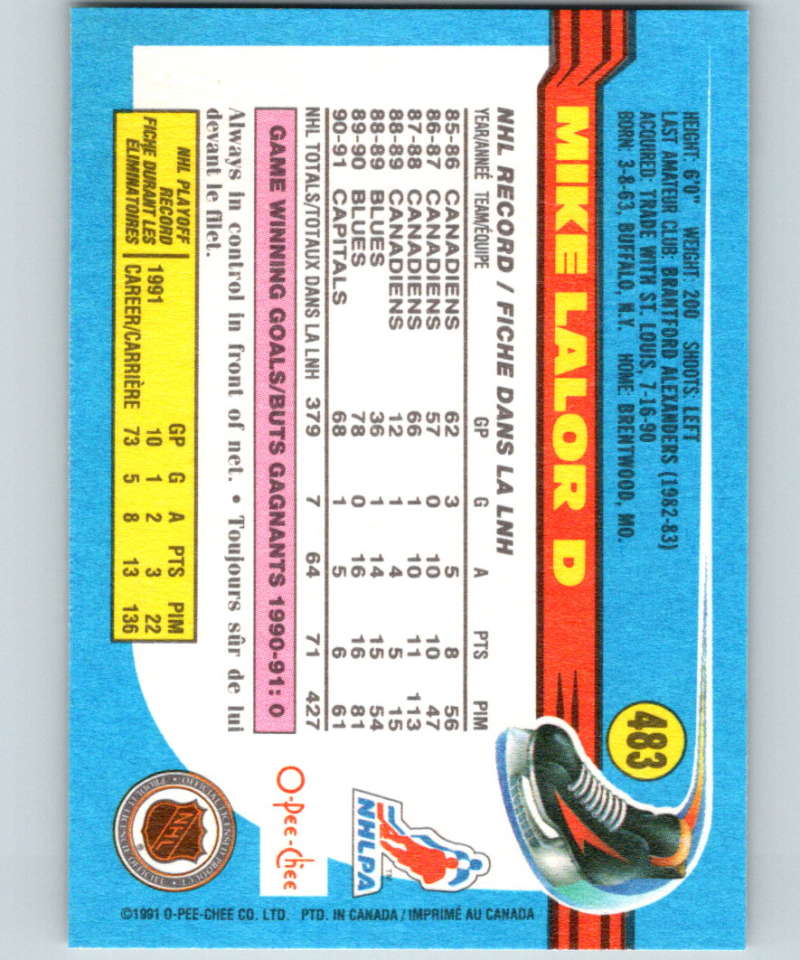 483
HEIGHT: 6'0" WEIGHT: 200 SHOOTS: LEFT
LAST AMATEUR CLUB: BRANTFORD ALEXANDERS (1982-83)
ACQUIRED: TRADE WITH ST. LOUIS, 7-16-90
BORN: 3-8-63, BUFFALO, N.Y. HOME: BRENTWOOD, MO.
MIKE LALOR D
NHL RECORD / FICHE DANS LA LNH
YEAR/ANNÉE TEAM/ÉQUIPE GP G A PTS PIM
85-86 CANADIENS 62 3 5 8 56
86-87 CANADIENS 57 0 10 10 47
87-88 CANADIENS 66 1 10 11 113
88-89 CANADIENS 12 1 4 5 15
88-89 BLUES 36 1 14 15 54
89-90 BLUES 78 0 16 16 81
90-91 CAPITALS 68 1 5 6 61
NHL TOTALS/TOTAUX DANS LA LNH 379 7 64 71 427
GAME WINNING GOALS/BUTS GAGNANTS 1990-91: 0
Always in control in front of net. • Toujours sûr de lui
devant le filet.
NHL PLAYOFF
RECORD
FICHE DURANT LES
ÉLIMINATOIRES
GP G A PTS PIM
1991 10 1 2 3 22
CAREER/CARRIÈRE 73 5 8 13 136
NHLPA
TM
O-Pee-Chee
NHL
®
• OFFICIAL LICENSED PRODUCT •
PRODUIT LICENCIÉ OFFICIEL
©1991 O-PEE-CHEE CO. LTD. PTD. IN CANADA / IMPRIMÉ AU CANADA